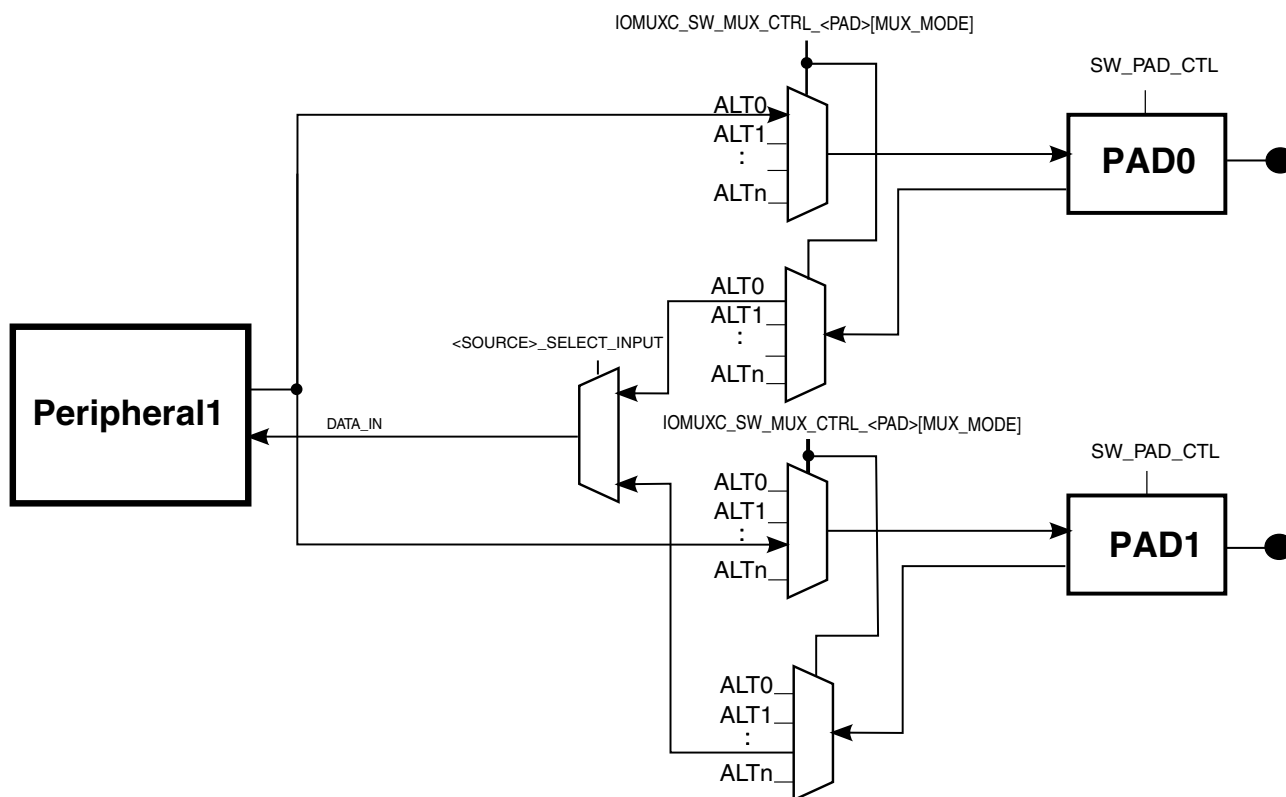 IOMUXC_SW_MUX_CTRL_<PAD>[MUX_MODE]
SW_PAD_CTL
ALT0
ALT1
:
ALTn
PAD0
ALT0
ALT1
:
ALTn
<SOURCE>_SELECT_INPUT
Peripheral1
DATA_IN
IOMUXC_SW_MUX_CTRL_<PAD>[MUX_MODE]
SW_PAD_CTL
ALT0
ALT1
:
ALTn
PAD1
ALT0
ALT1
:
ALTn